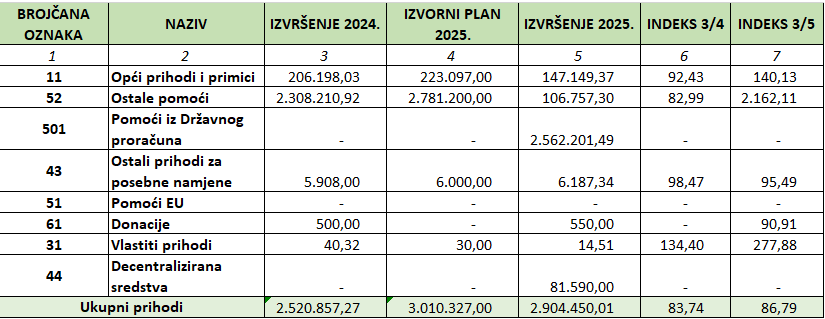 BROJČANA OZNAKA NAZIV IZVRŠENJE 2024. IZVORNI PLAN 2025. IZVRŠENJE 2025. INDEKS 3/4 INDEKS 3/5
1 2 3 4 5 6 7
11 Opći prihodi i primici 206.198,03 223.097,00 147.149,37 92,43 140,13
52 Ostale pomoći 2.308.210,92 2.781.200,00 106.757,30 82,99 2.162,11
501 Pomoći iz Državnog proračuna - - 2.562.201,49 - -
43 Ostali prihodi za posebne namjene 5.908,00 6.000,00 6.187,34 98,47 95,49
51 Pomoći EU - - - - -
61 Donacije 500,00 - 550,00 - 90,91
31 Vlastiti prihodi 40,32 30,00 14,51 134,40 277,88
44 Decentralizirana sredstva - - 81.590,00 - -
Ukupni prihodi 2.520.857,27 3.010.327,00 2.904.450,01 83,74 86,79